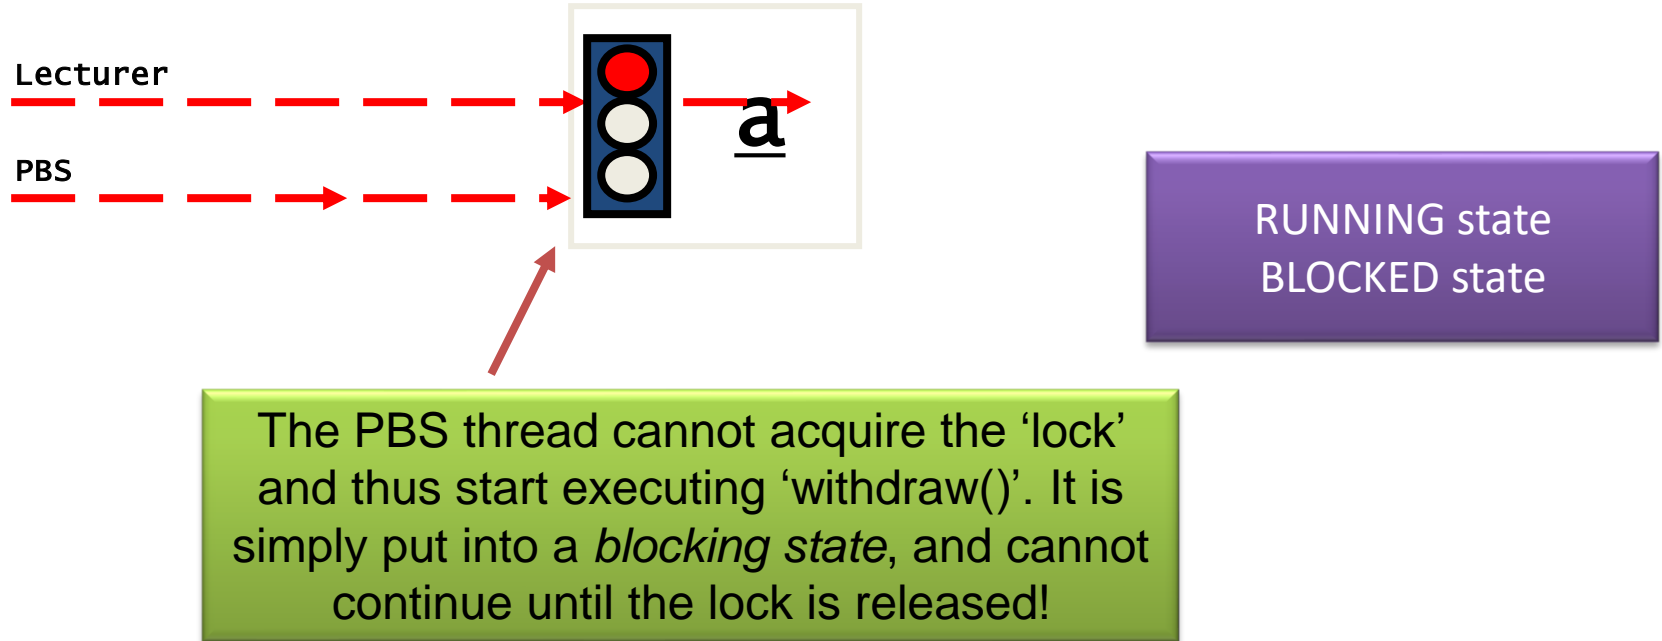 Lecturer
a
PBS
RUNNING state
BLOCKED state
The PBS thread cannot acquire the ‘lock’
and thus start executing ‘withdraw()’. It is
simply put into a blocking state, and cannot
continue until the lock is released!